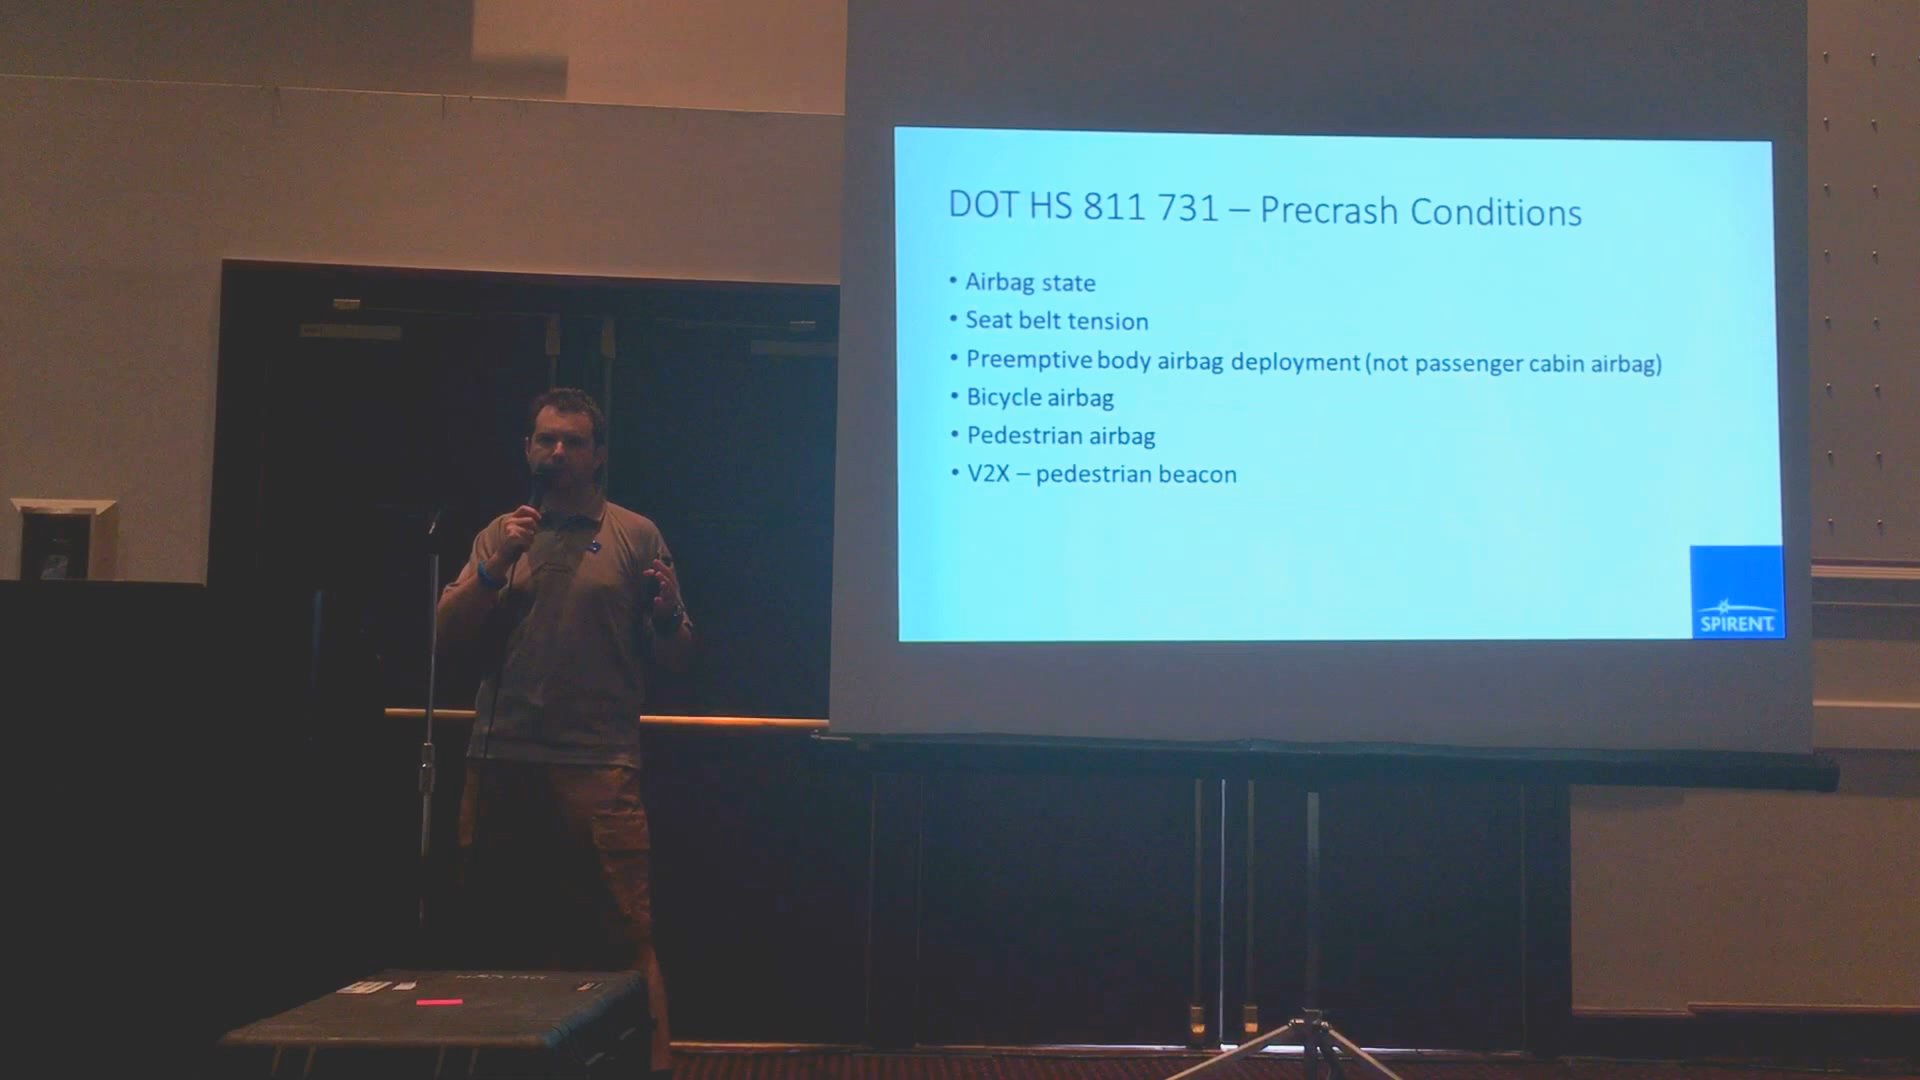 DOT HS 811 731 – Precrash Conditions
• Airbag state
• Seat belt tension
• Preemptive body airbag deployment (not passenger cabin airbag)
• Bicycle airbag
• Pedestrian airbag
• V2X – pedestrian beacon
SPIRENT